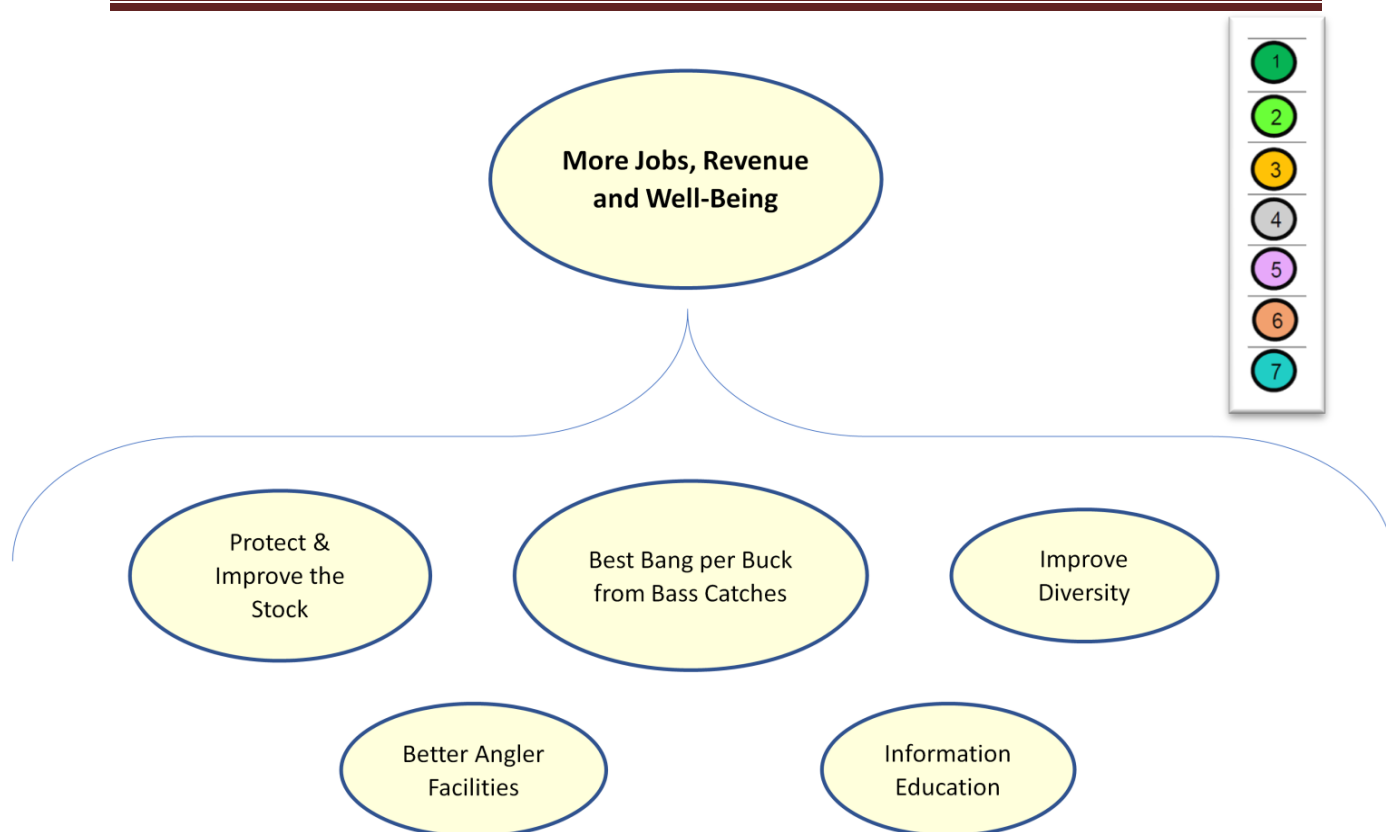 1
2
3
4
5
6
7
More Jobs, Revenue
and Well-Being
Protect &
Improve the
Stock
Best Bang per Buck
from Bass Catches
Improve
Diversity
Better Angler
Facilities
Information
Education